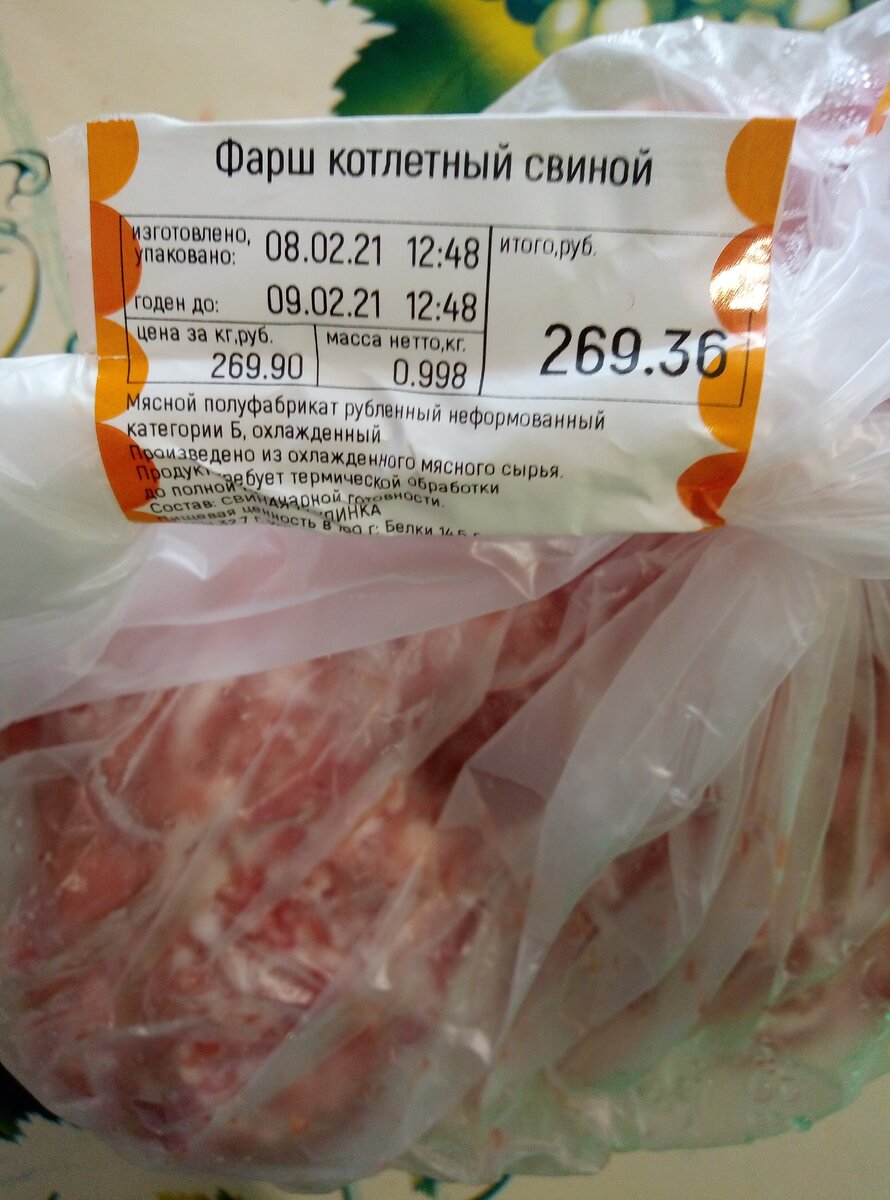 Фарш котлетный свиной
изготовлено,
упаковано: 08.02.21 12:48
годен до: 09.02.21 12:48
цена за кг,руб.
269.90
масса нетто,кг.
0.998
итого,руб.
269.36
Мясной полуфабрикат рубленный неформованный
категории Б, охлажденный
Произведено из охлажденного мясного сырья.
обработки
до полной готовности.
Состав:
Белки